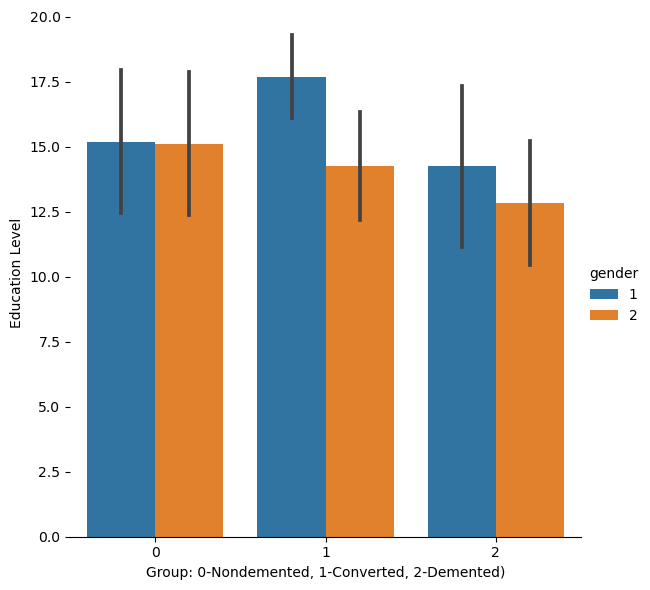 20.0
17.5
15.0
12.5
10.0
7.5
5.0
2.5
0.0
Education Level
0 1 2
Group: 0-Nondemented, 1-Converted, 2-Demented)
gender
1
2